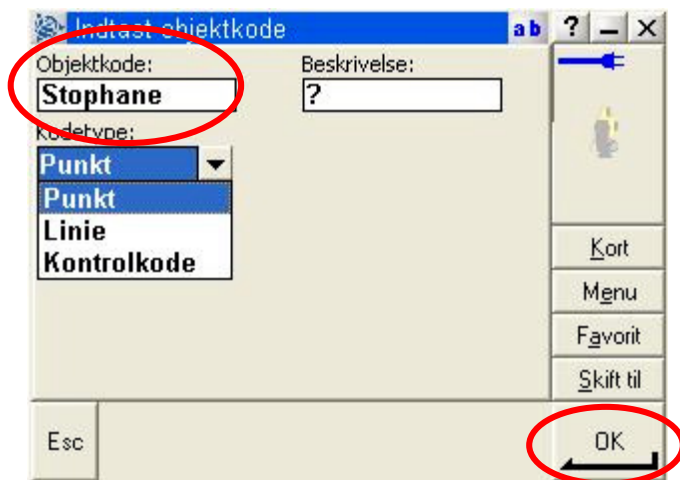 Indtast objektkode
ab
? – X
Objektkode:
Beskrivelse:
Stophane
?
Kodetype:
Punkt
Punkt
Linie
Kontrolkode
Kort
Menu
Favorit
Skift til
Esc
OK